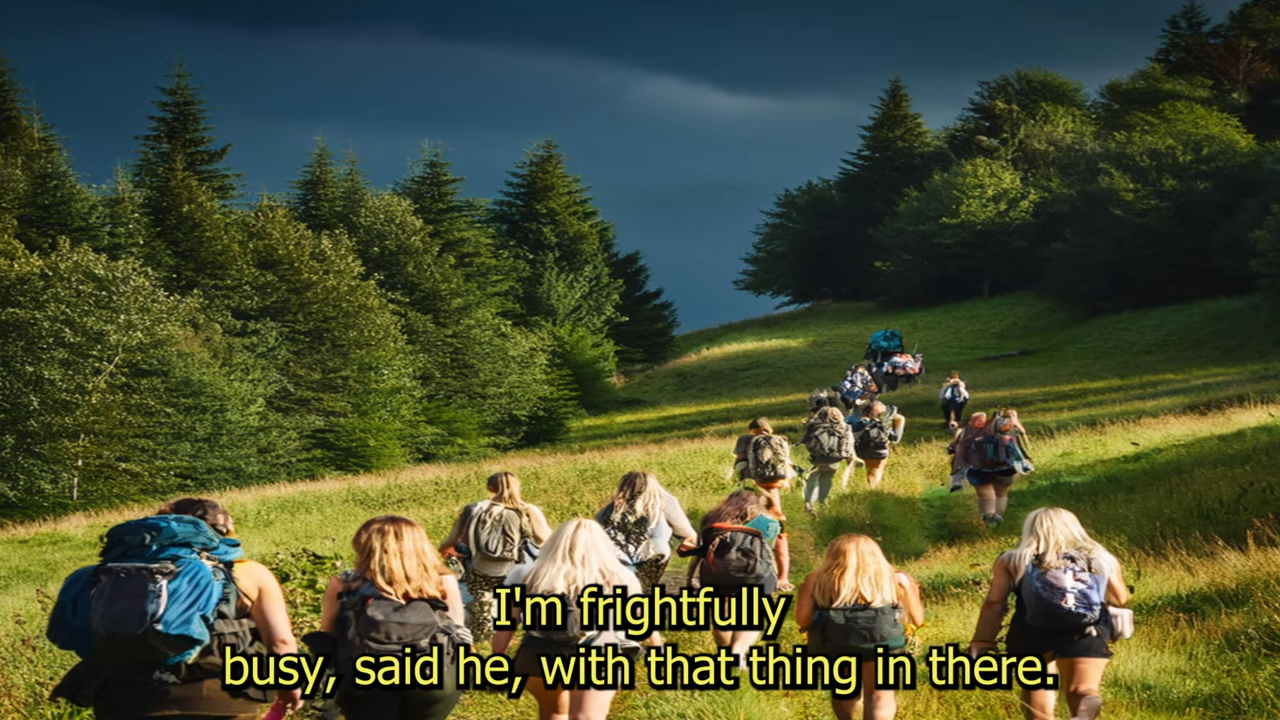 I'm frightfully
busy, said he, with that thing in there.